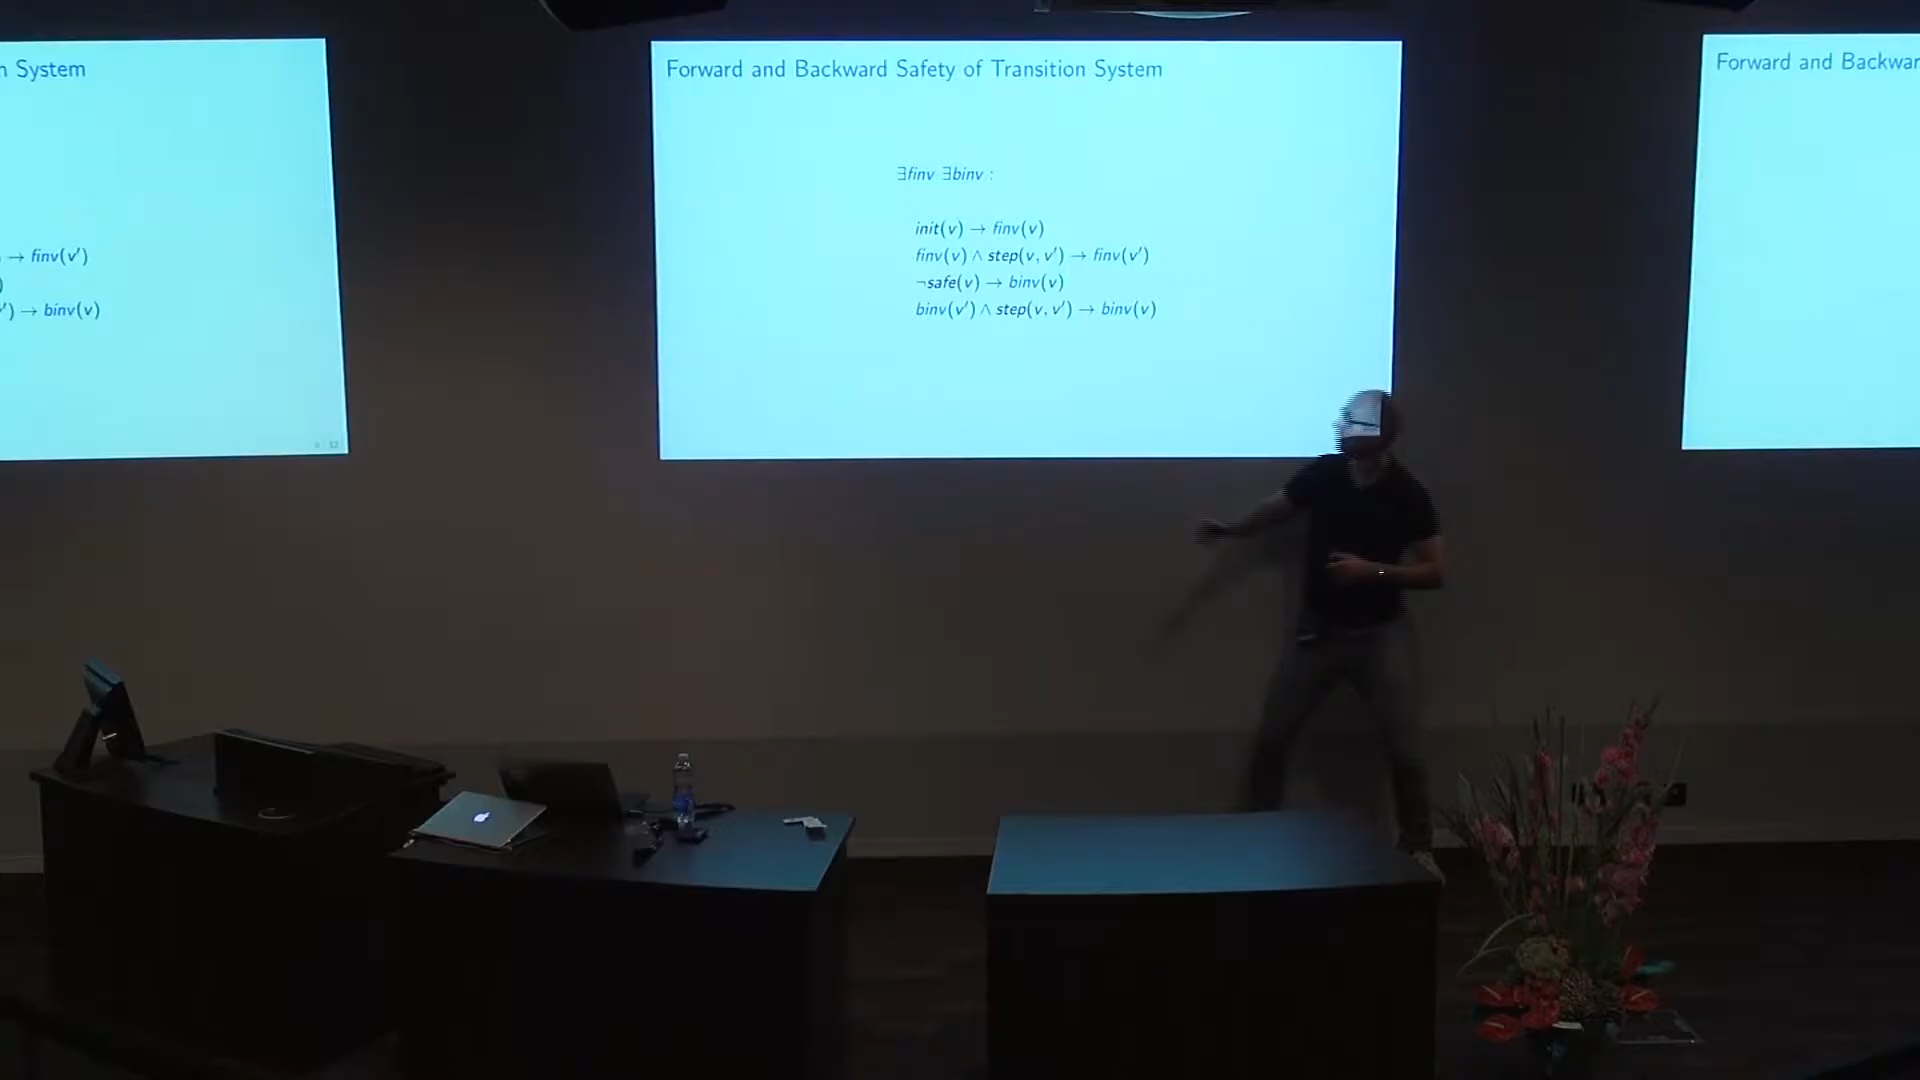 n System
→ finv(v′)
)
′) → binv(v)
12
Forward and Backward Safety of Transition System
∃finv ∃binv :
init(v) → finv(v)
finv(v) ∧ step(v, v′) → finv(v′)
¬safe(v) → binv(v)
binv(v′) ∧ step(v, v′) → binv(v)
Forward and Backwar